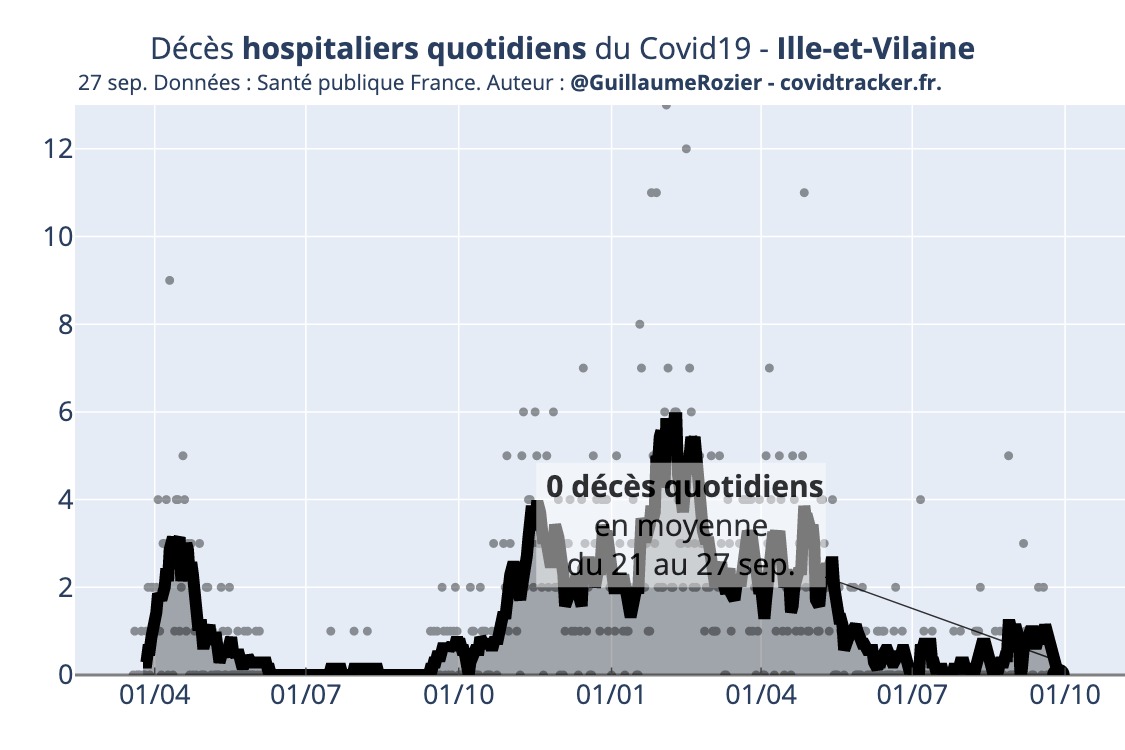 Décès hospitaliers quotidiens du Covid19 - Ille-et-Vilaine
27 sep. Données : Santé publique France. Auteur : @GuillaumeRozier - covidtracker.fr.
12
10
8
6
4
2
0
0 décès quotidiens
en moyenne
du 21 au 27 sep.
01/04 01/07 01/10 01/01 01/04 01/07 01/10